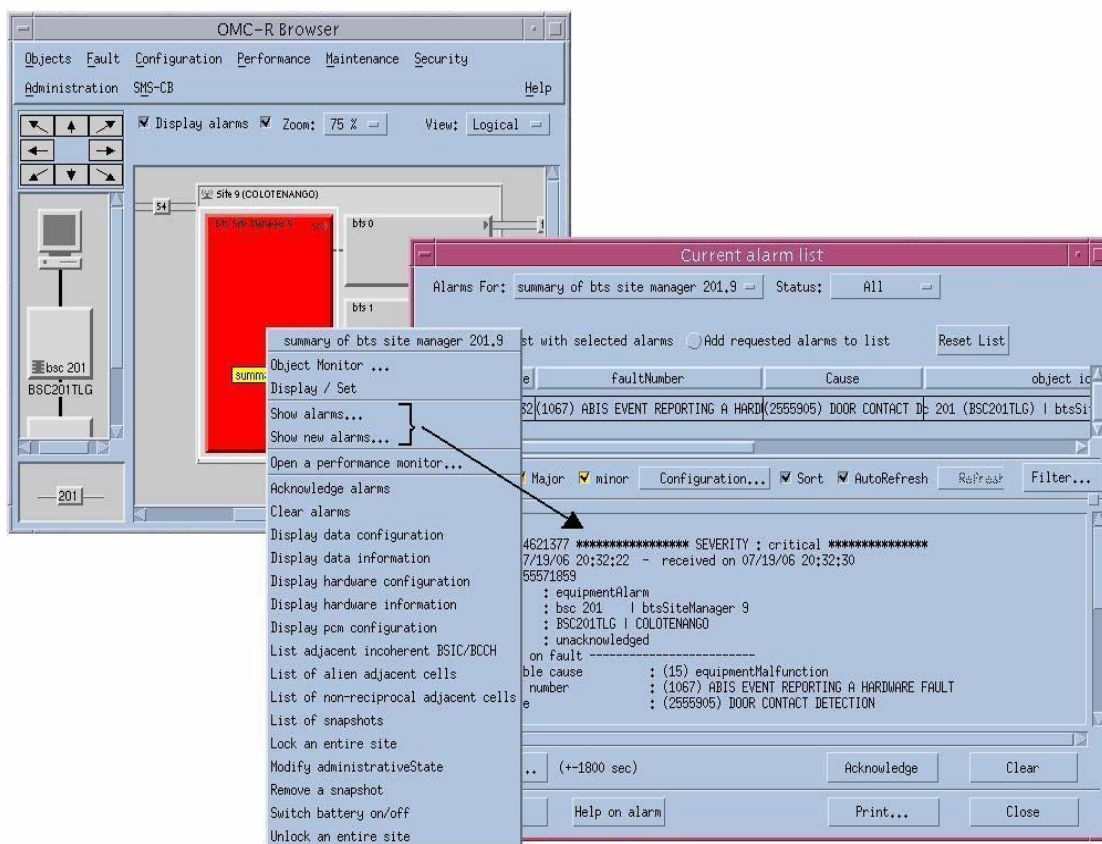 OMC-R Browser
Objects Fault Configuration Performance Maintenance Security
Administration SMS-CB Help
Display alarms Zoom: 75 % View: Logical
54
Site 9 (COLOTENANGO)
bts Site Manager 9
bts 0
bts 1
bsc 201
BSC201TLG
201
summary of bts site manager 201.9
Object Monitor ...
Display / Set
Show alarms...
Show new alarms...
Open a performance monitor...
Acknowledge alarms
Clear alarms
Display data configuration
Display data information
Display hardware configuration
Display hardware information
Display pcm configuration
List adjacent incoherent BSIC/BCCH
List of alien adjacent cells
List of non-reciprocal adjacent cells
List of snapshots
Lock an entire site
Modify administrativeState
Remove a snapshot
Switch battery on/off
Unlock an entire site
Current alarm list
Alarms For: summary of bts site manager 201.9 Status: All
with selected alarms Add requested alarms to list Reset List
faultNumber Cause object
(1067) ABIS EVENT REPORTING A HARD (2555905) DOOR CONTACT 201 (BSC201TLG) | btsSi
Major minor Configuration... Sort AutoRefresh Refresh Filter...
4621377 ****************** SEVERITY : critical ***************
7/19/06 20:32:22 - received on 07/19/06 20:32:30
55571859
: equipmentAlarm
: bsc 201 | btsSiteManager 9
: BSC201TLG | COLOTENANGO
: unacknowledged
on fault --------------------------
ble cause : (15) equipmentMalfunction
number : (1067) ABIS EVENT REPORTING A HARDWARE FAULT
e : (2555905) DOOR CONTACT DETECTION
.. (+-1800 sec) Acknowledge Clear
Help on alarm Print... Close